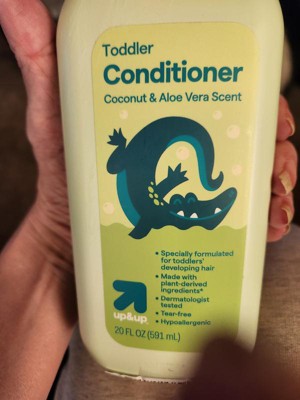 Toddler
Conditioner
Coconut & Aloe Vera Scent
• Specially formulated
for toddlers'
developing hair
• Made with
plant-derived
ingredients*
• Dermatologist
tested
• Tear-free
• Hypoallergenic
up&up
20 FL OZ (591 mL)